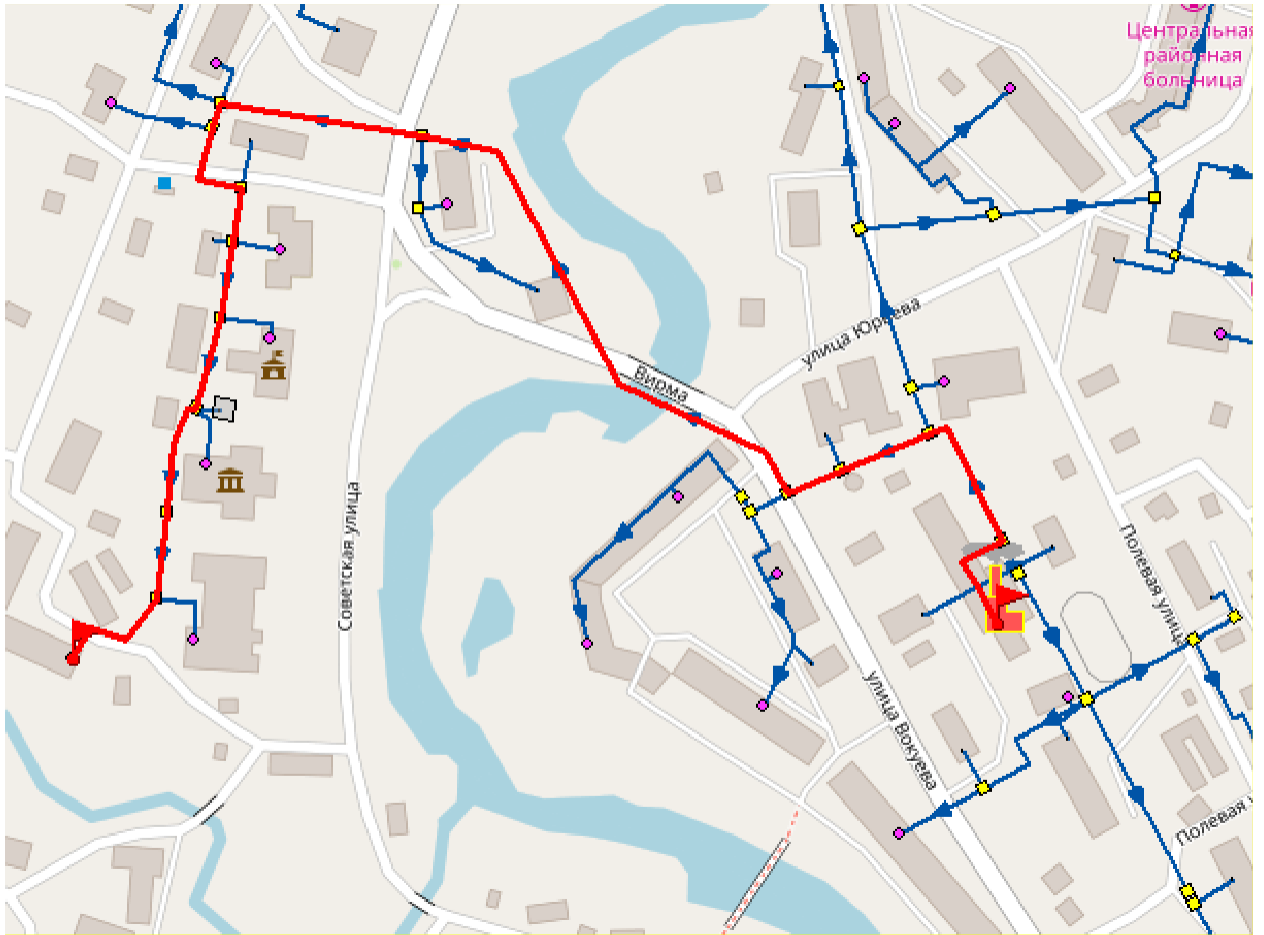 Центральная
районная
больница
улица Юрьева
Вирма
Советская улица
Полевая улица
улица Вокуева
Полевая